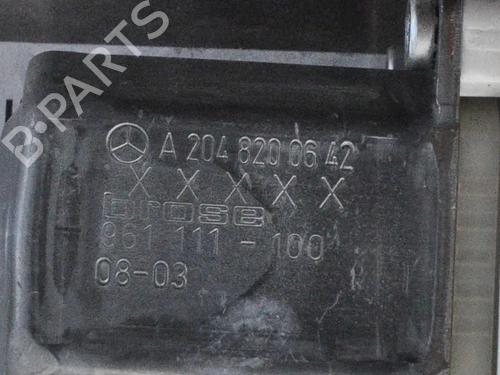 B·PARTS
A 204 820 06 42
X X X X X
brose
961 111 - 100
08-03
R